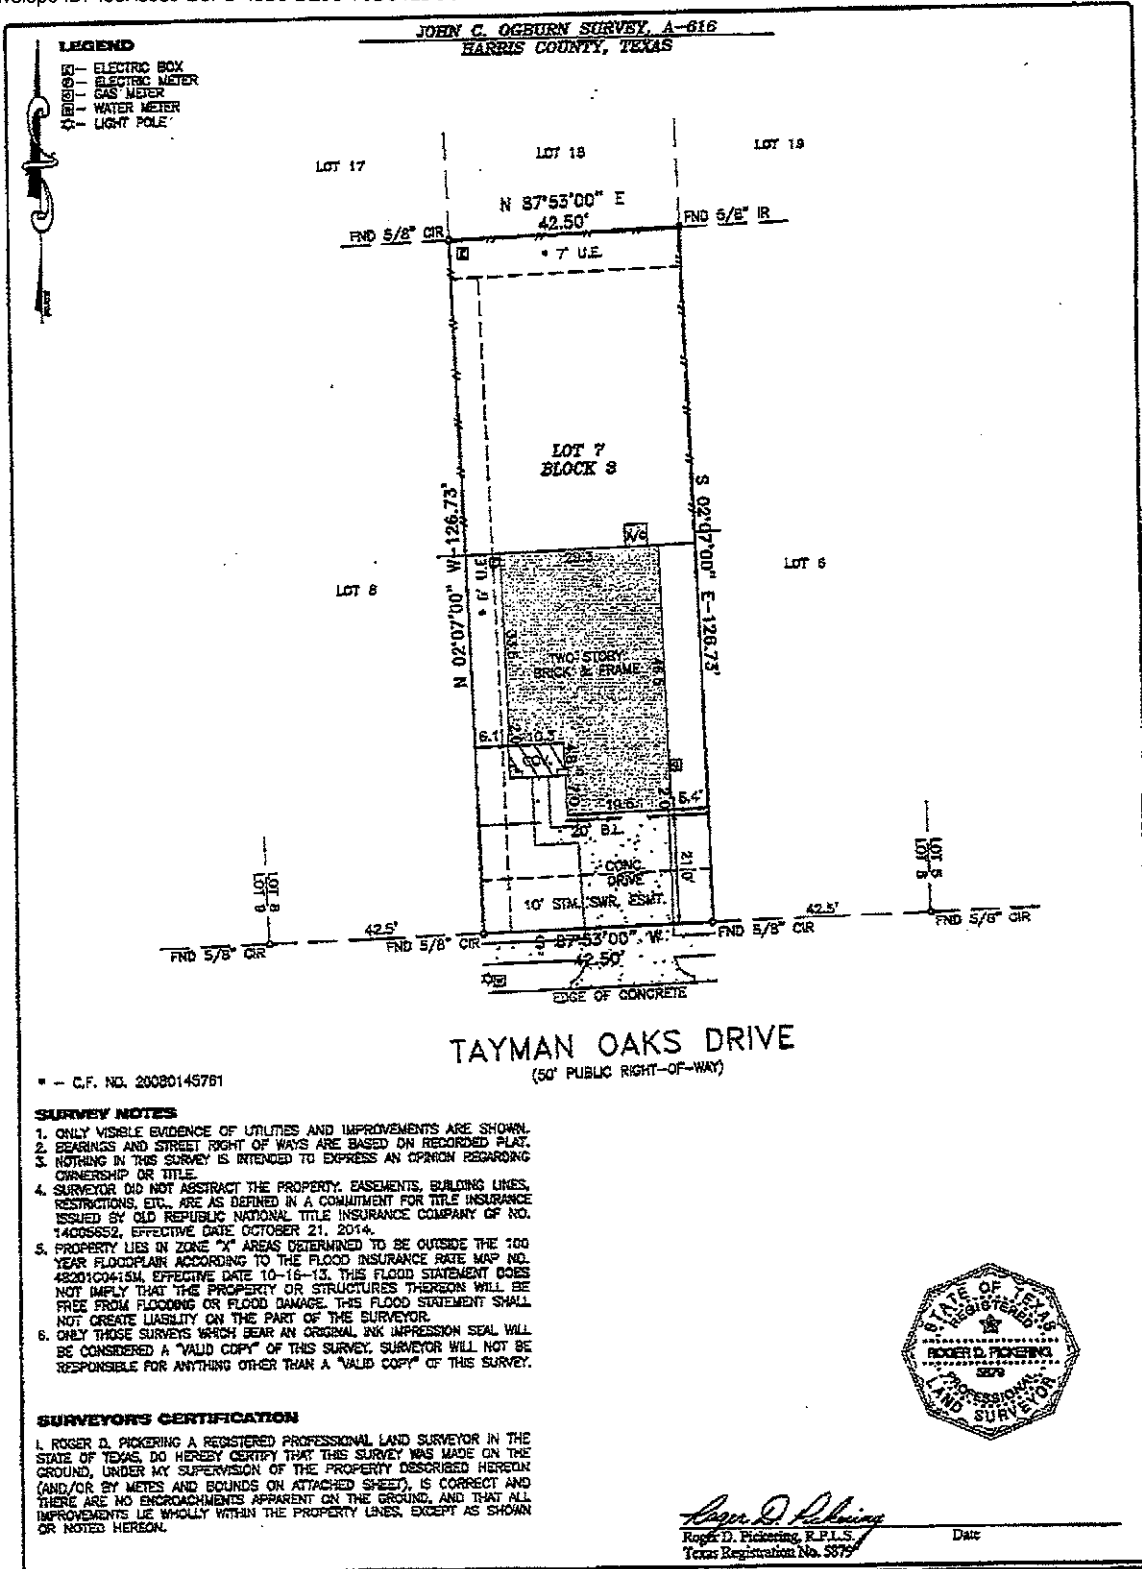 JOHN C. OGBURN SURVEY, A-616
HARRIS COUNTY, TEXAS
LEGEND
E - ELECTRIC BOX
- ELECTRIC METER
- GAS METER
- WATER METER
- LIGHT POLE
LOT 17
LOT 18
LOT 19
N 87°53'00" E
42.50'
FND 5/8" CIR
FND 5/8" IR
E
* 7' U.E.
LOT 7
BLOCK 3
N 02°07'00" W-126.73'
S 02°07'00" E-126.73'
A/C
LOT 8
LOT 6
* 6' U.E.
33.5
TWO STORY
BRICK & FRAME
46.5
6.1'
2.0
10.3
COV.
4.8
7.0
19.6
2.0
5.4'
20' B.L.
CONC.
DRIVE
21.0'
10' STM. SWR. ESMT.
LOT 8
LOT 9
LOT 5
LOT 6
42.5'
42.5'
FND 5/8" CIR
FND 5/8" CIR
FND 5/8" CIR
FND 5/8" CIR
S 87°53'00" W
42.50'
EDGE OF CONCRETE
TAYMAN OAKS DRIVE
(50' PUBLIC RIGHT-OF-WAY)
* - C.F. NO. 20080145761
SURVEY NOTES
1. ONLY VISIBLE EVIDENCE OF UTILITIES AND IMPROVEMENTS ARE SHOWN.
2. BEARINGS AND STREET RIGHT OF WAYS ARE BASED ON RECORDED PLAT.
3. NOTHING IN THIS SURVEY IS INTENDED TO EXPRESS AN OPINION REGARDING
OWNERSHIP OR TITLE.
4. SURVEYOR DID NOT ABSTRACT THE PROPERTY. EASEMENTS, BUILDING LINES,
RESTRICTIONS, ETC., ARE AS DEFINED IN A COMMITMENT FOR TITLE INSURANCE
ISSUED BY OLD REPUBLIC NATIONAL TITLE INSURANCE COMPANY GF NO.
14005652, EFFECTIVE DATE OCTOBER 21, 2014.
5. PROPERTY LIES IN ZONE "X" AREAS DETERMINED TO BE OUTSIDE THE 100
YEAR FLOODPLAIN ACCORDING TO THE FLOOD INSURANCE RATE MAP NO.
48201C0415M, EFFECTIVE DATE 10-16-13. THIS FLOOD STATEMENT DOES
NOT IMPLY THAT THE PROPERTY OR STRUCTURES THEREON WILL BE
FREE FROM FLOODING OR FLOOD DAMAGE. THIS FLOOD STATEMENT SHALL
NOT CREATE LIABILITY ON THE PART OF THE SURVEYOR.
6. ONLY THOSE SURVEYS WHICH BEAR AN ORIGINAL INK IMPRESSION SEAL WILL
BE CONSIDERED A "VALID COPY" OF THIS SURVEY. SURVEYOR WILL NOT BE
RESPONSIBLE FOR ANYTHING OTHER THAN A "VALID COPY" OF THIS SURVEY.
STATE OF TEXAS
REGISTERED
ROGER D. PICKERING
5879
PROFESSIONAL
LAND SURVEYOR
SURVEYOR'S CERTIFICATION
I, ROGER D. PICKERING A REGISTERED PROFESSIONAL LAND SURVEYOR IN THE
STATE OF TEXAS, DO HEREBY CERTIFY THAT THIS SURVEY WAS MADE ON THE
GROUND, UNDER MY SUPERVISION OF THE PROPERTY DESCRIBED HEREON
(AND/OR BY METES AND BOUNDS ON ATTACHED SHEET), IS CORRECT AND
THERE ARE NO ENCROACHMENTS APPARENT ON THE GROUND, AND THAT ALL
IMPROVEMENTS LIE WHOLLY WITHIN THE PROPERTY LINES, EXCEPT AS SHOWN
OR NOTED HEREON.
Roger D Pickering
Roger D. Pickering, R.P.L.S.
Texas Registration No. 5879
Date